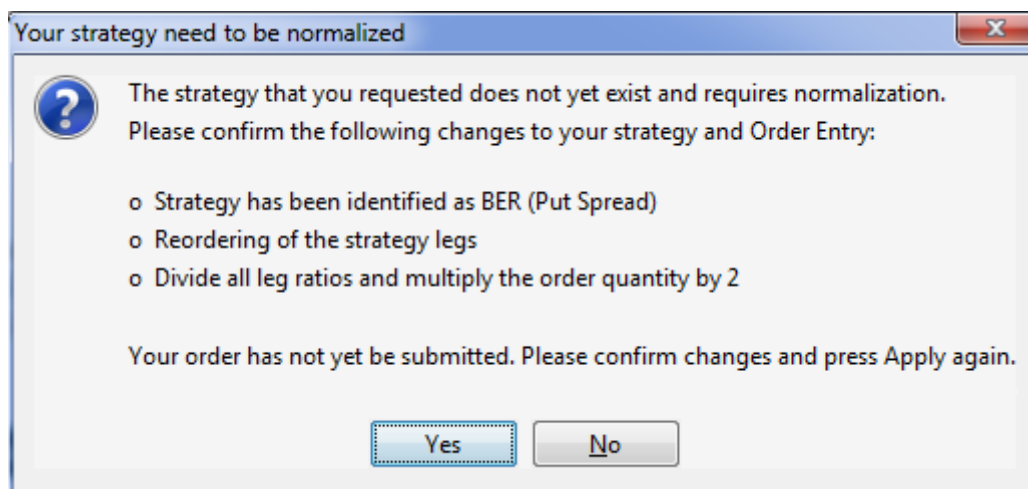 Your strategy need to be normalized
The strategy that you requested does not yet exist and requires normalization.
Please confirm the following changes to your strategy and Order Entry:
o Strategy has been identified as BER (Put Spread)
o Reordering of the strategy legs
o Divide all leg ratios and multiply the order quantity by 2
Your order has not yet be submitted. Please confirm changes and press Apply again.
Yes No